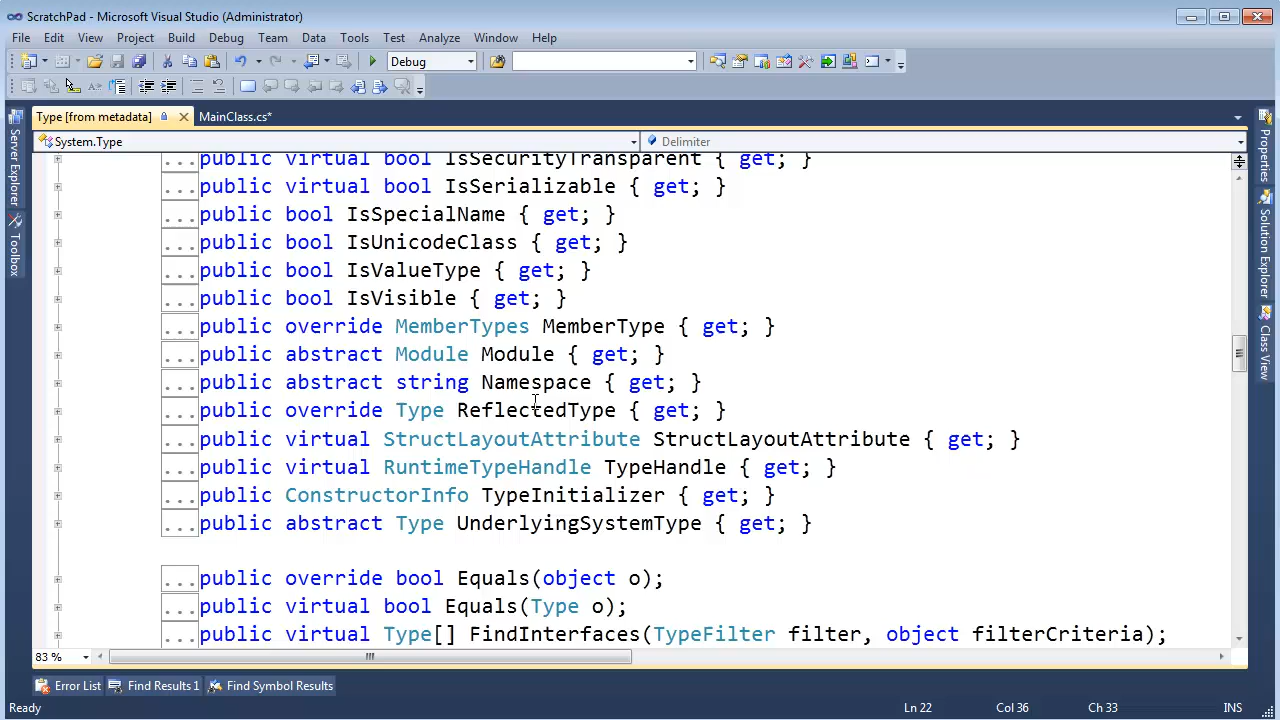 ScratchPad - Microsoft Visual Studio (Administrator)
File Edit View Project Build Debug Team Data Tools Test Analyze Window Help
Debug
Type [from metadata] MainClass.cs*
System.Type Delimiter
... public virtual bool IsSecurityTransparent { get; }
... public virtual bool IsSerializable { get; }
... public bool IsSpecialName { get; }
... public bool IsUnicodeClass { get; }
... public bool IsValueType { get; }
... public bool IsVisible { get; }
... public override MemberTypes MemberType { get; }
... public abstract Module Module { get; }
... public abstract string Namespace { get; }
... public override Type ReflectedType { get; }
... public virtual StructLayoutAttribute StructLayoutAttribute { get; }
... public virtual RuntimeTypeHandle TypeHandle { get; }
... public ConstructorInfo TypeInitializer { get; }
... public abstract Type UnderlyingSystemType { get; }
... public override bool Equals(object o);
... public virtual bool Equals(Type o);
... public virtual Type[] FindInterfaces(TypeFilter filter, object filterCriteria);
83 %
Server Explorer
Toolbox
Properties
Solution Explorer
Class View
Error List Find Results 1 Find Symbol Results
Ready Ln 22 Col 36 Ch 33 INS